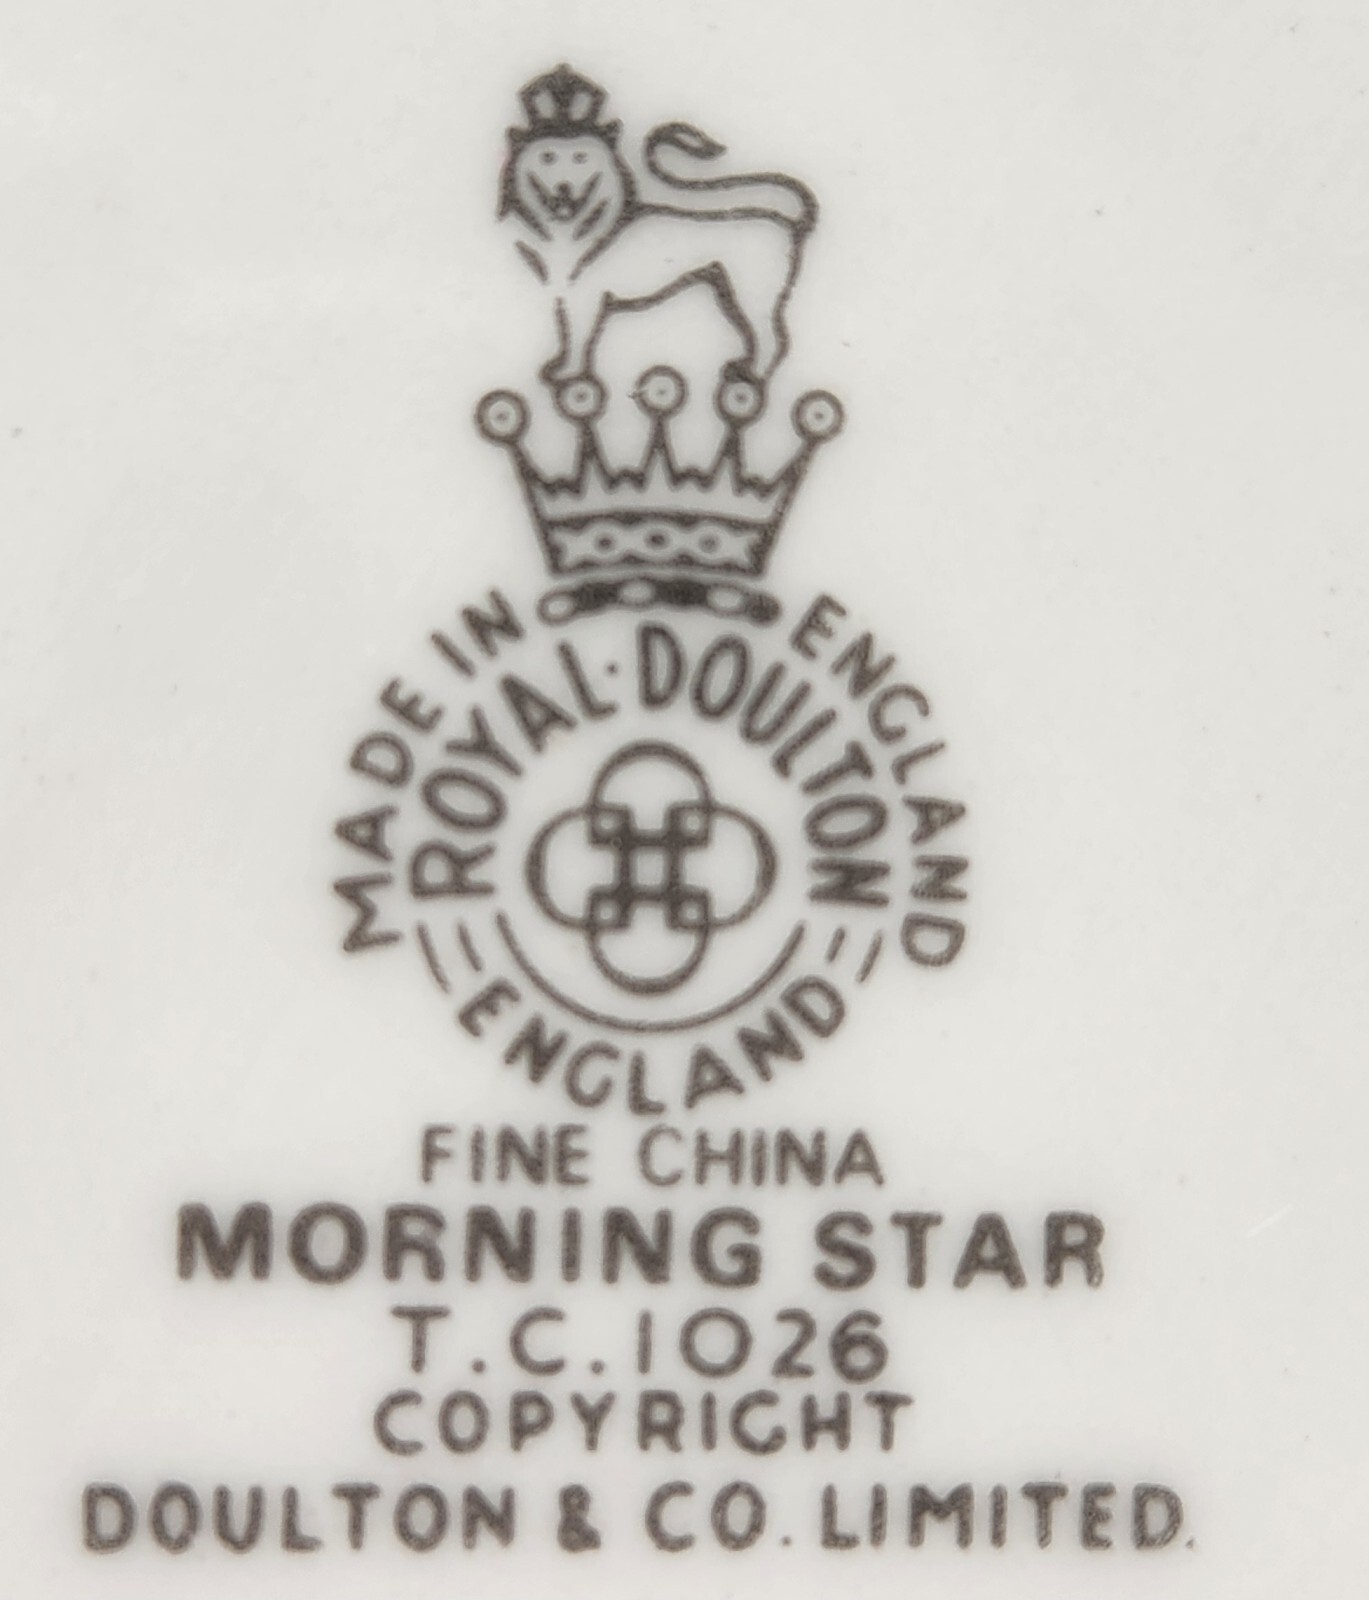 MADE IN ENGLAND
ROYAL·DOULTON
ENGLAND
FINE CHINA
MORNING STAR
T.C.1026
COPYRIGHT
DOULTON & CO. LIMITED.